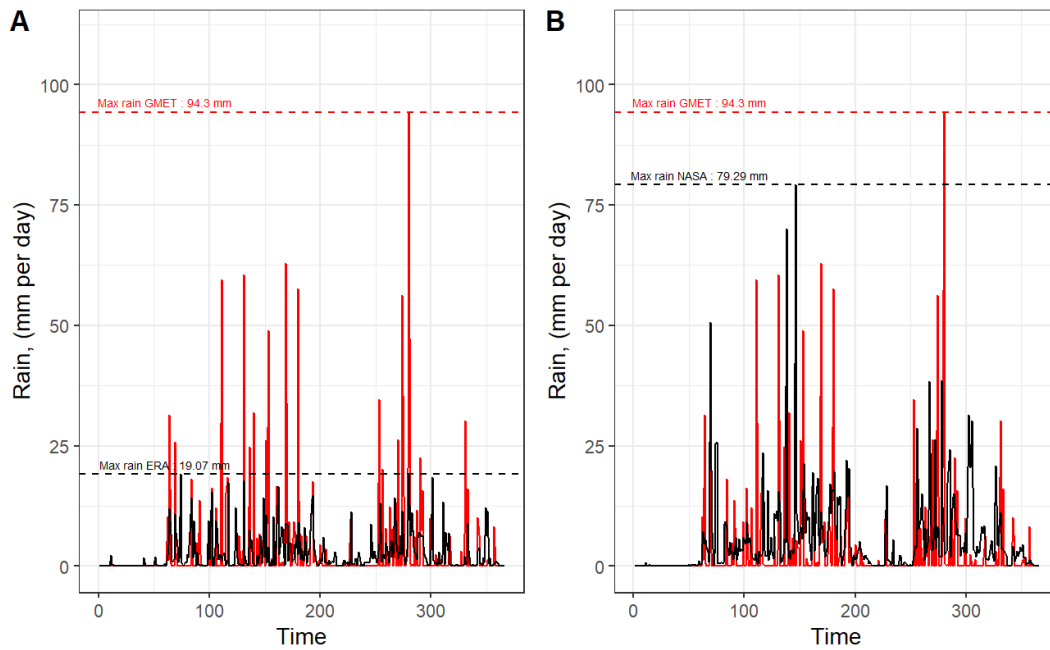 A
Rain, (mm per day)
100
75
50
25
0
Max rain GMET : 94.3 mm
Max rain ERA : 19.07 mm
0
100
200
300
Time
B
Rain, (mm per day)
100
75
50
25
0
Max rain GMET : 94.3 mm
Max rain NASA : 79.29 mm
0
100
200
300
Time